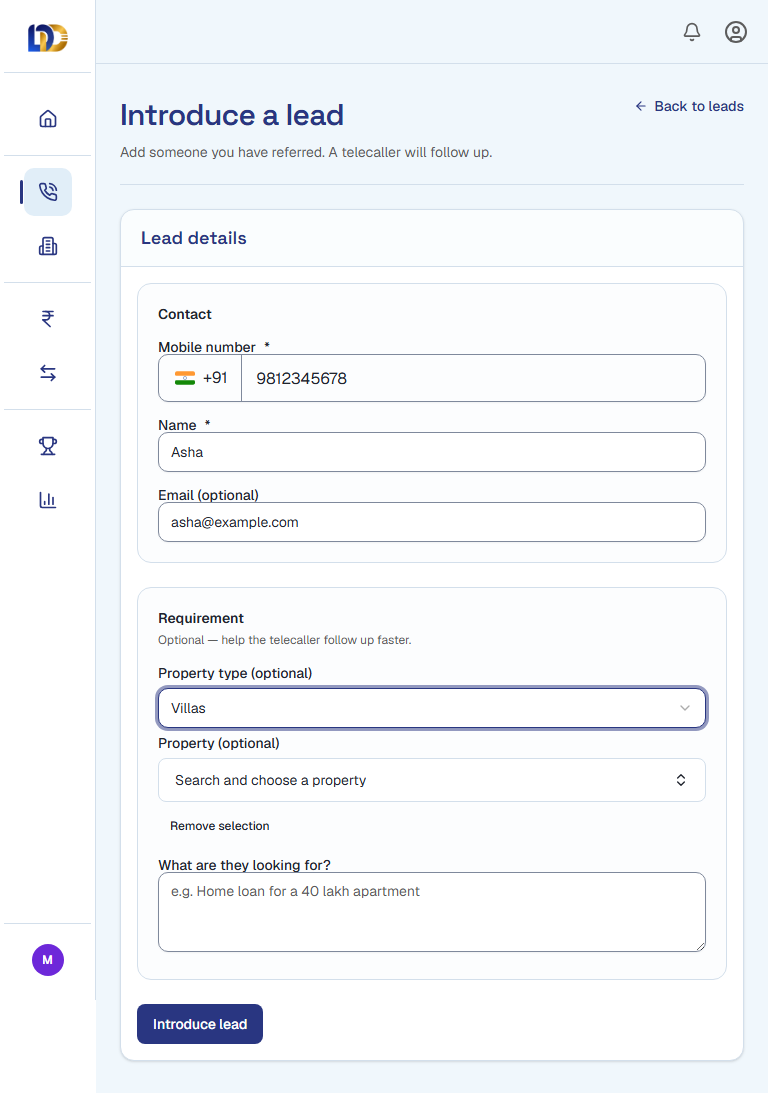 Introduce a lead
← Back to leads
Add someone you have referred. A telecaller will follow up.
Lead details
Contact
Mobile number *
+91 9812345678
Name *
Asha
Email (optional)
asha@example.com
Requirement
Optional — help the telecaller follow up faster.
Property type (optional)
Villas
Property (optional)
Search and choose a property
Remove selection
What are they looking for?
e.g. Home loan for a 40 lakh apartment
M
Introduce lead